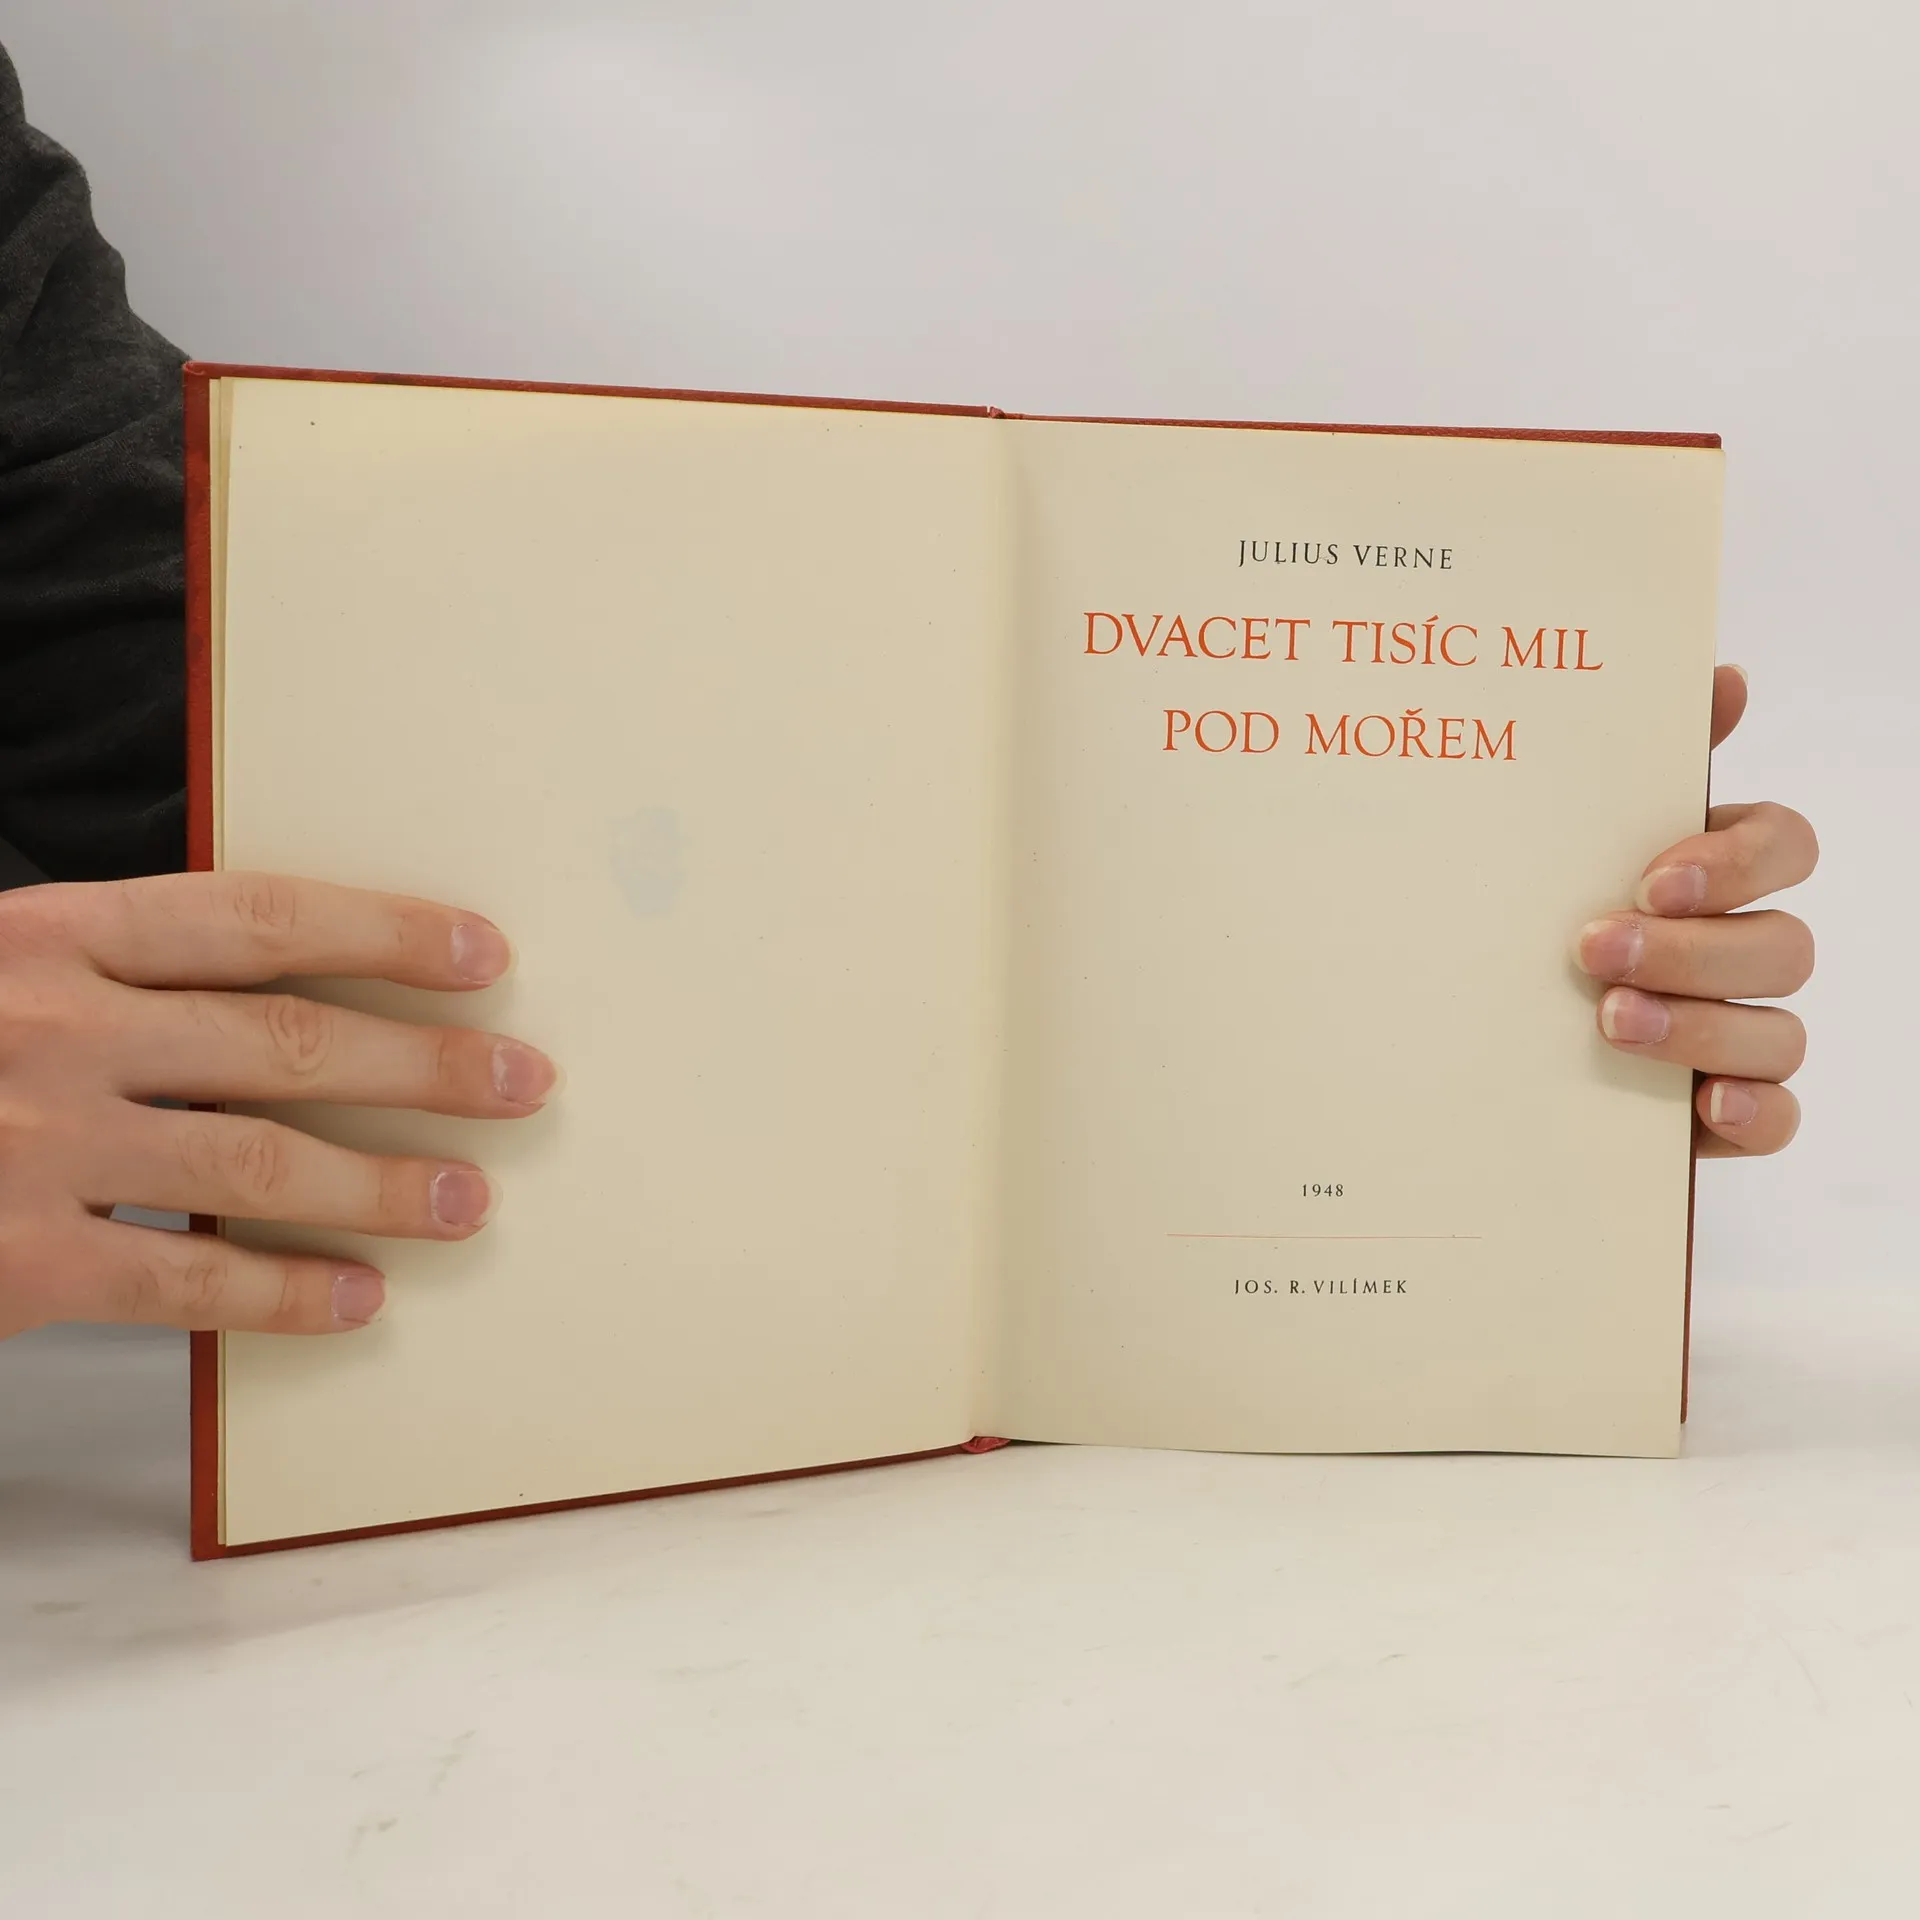 JULIUS VERNE
DVACET TISÍC MIL
POD MOŘEM
1948
JOS. R. VILÍMEK